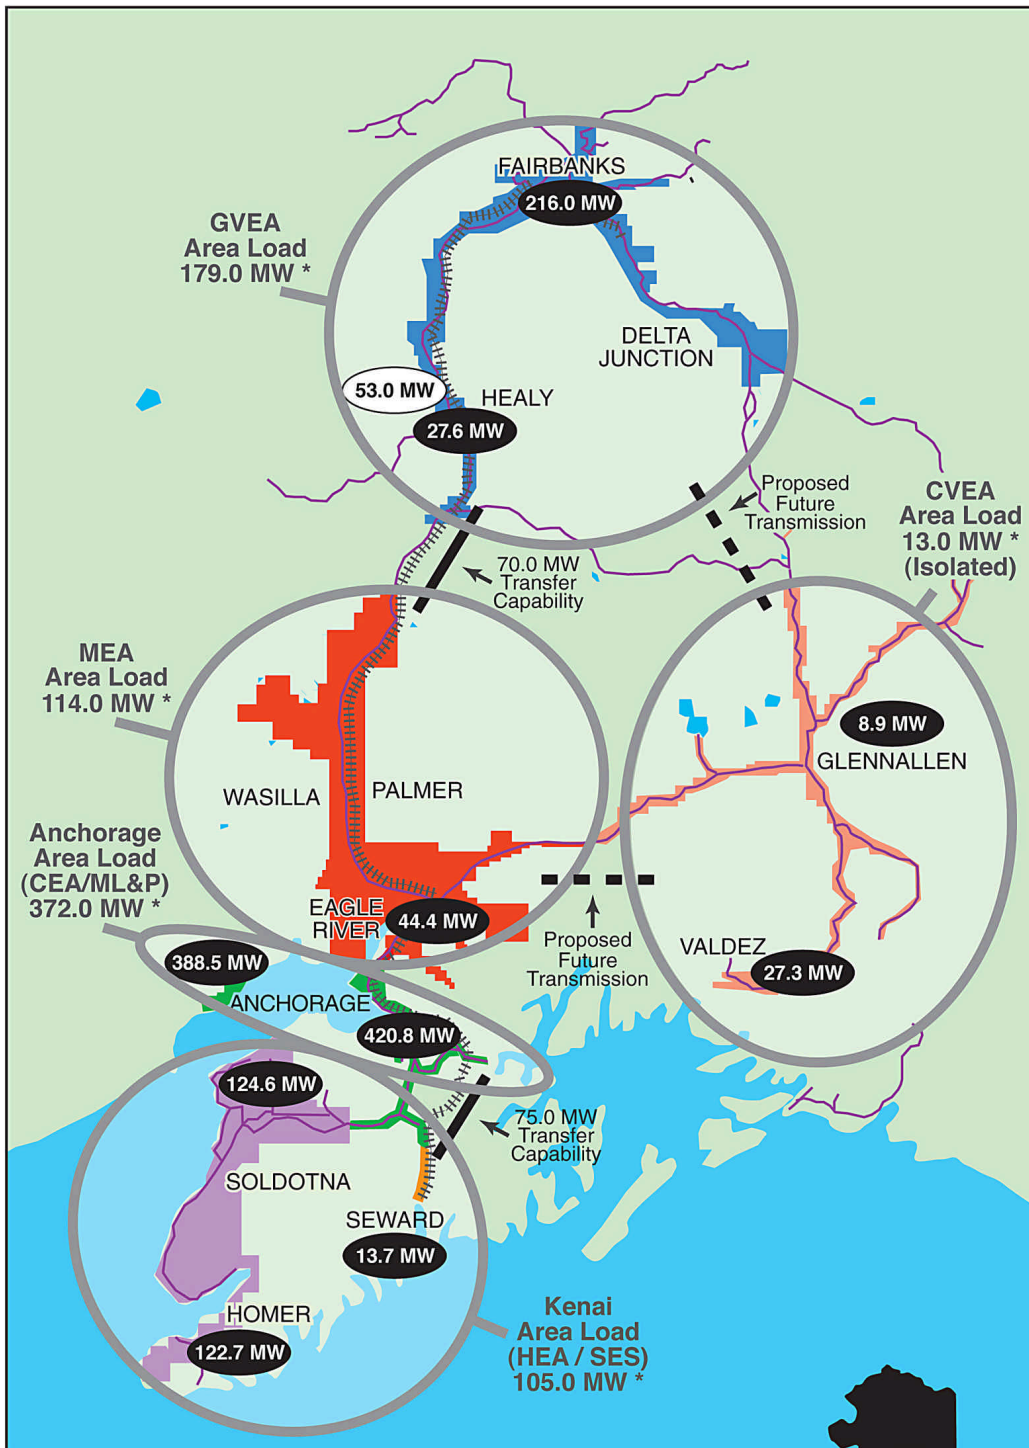 FAIRBANKS
216.0 MW
GVEA
Area Load
179.0 MW *
DELTA
JUNCTION
53.0 MW
HEALY
27.6 MW
Proposed
Future
Transmission
CVEA
Area Load
13.0 MW *
(Isolated)
70.0 MW
Transfer
Capability
MEA
Area Load
114.0 MW *
8.9 MW
GLENNALLEN
WASILLA
PALMER
Anchorage
Area Load
(CEA/ML&P)
372.0 MW *
EAGLE
RIVER
44.4 MW
Proposed
Future
Transmission
VALDEZ
27.3 MW
388.5 MW
ANCHORAGE
420.8 MW
124.6 MW
75.0 MW
Transfer
Capability
SOLDOTNA
SEWARD
13.7 MW
HOMER
122.7 MW
Kenai
Area Load
(HEA / SES)
105.0 MW *